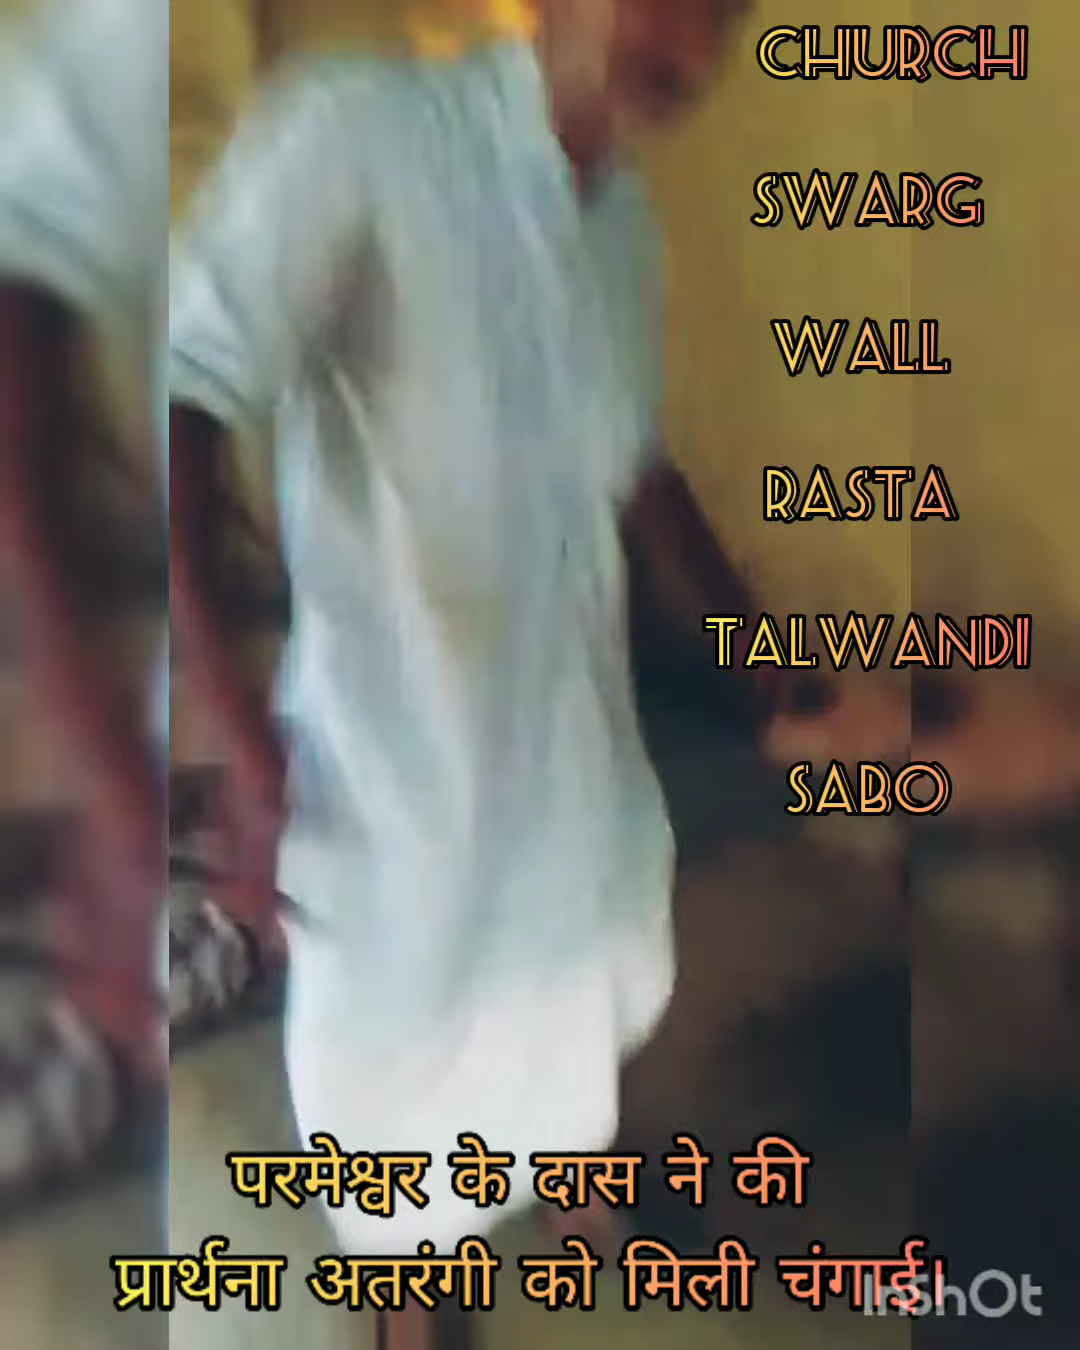 CHURCH
SWARG
WALL
RASTA
TALWANDI
SABO
परमेश्वर के दास ने की
प्रार्थना अतरंगी को मिली चंगाई।
InShOt